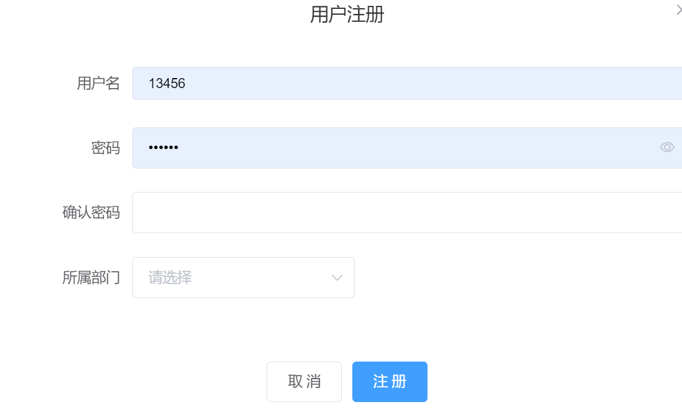 用户注册
用户名 13456
密码 ••••••
确认密码
所属部门 请选择
取 消 注 册